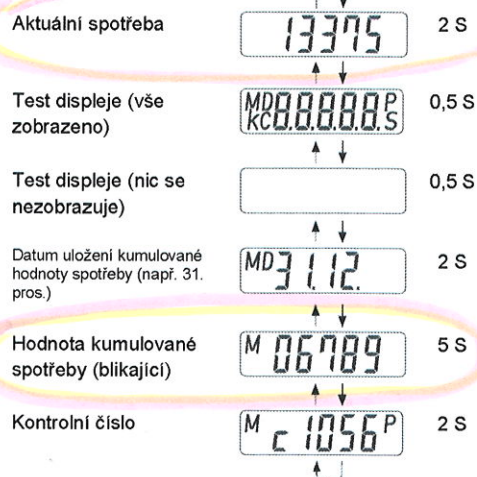 Aktuální spotřeba 13375 2 S
Test displeje (vše zobrazeno) MD KC 8.8.8.8.8. P S 0,5 S
Test displeje (nic se nezobrazuje) 0,5 S
Datum uložení kumulované hodnoty spotřeby (např. 31. pros.) MD 31.12. 2 S
Hodnota kumulované spotřeby (blikající) M 06789 5 S
Kontrolní číslo M c 1056 P 2 S